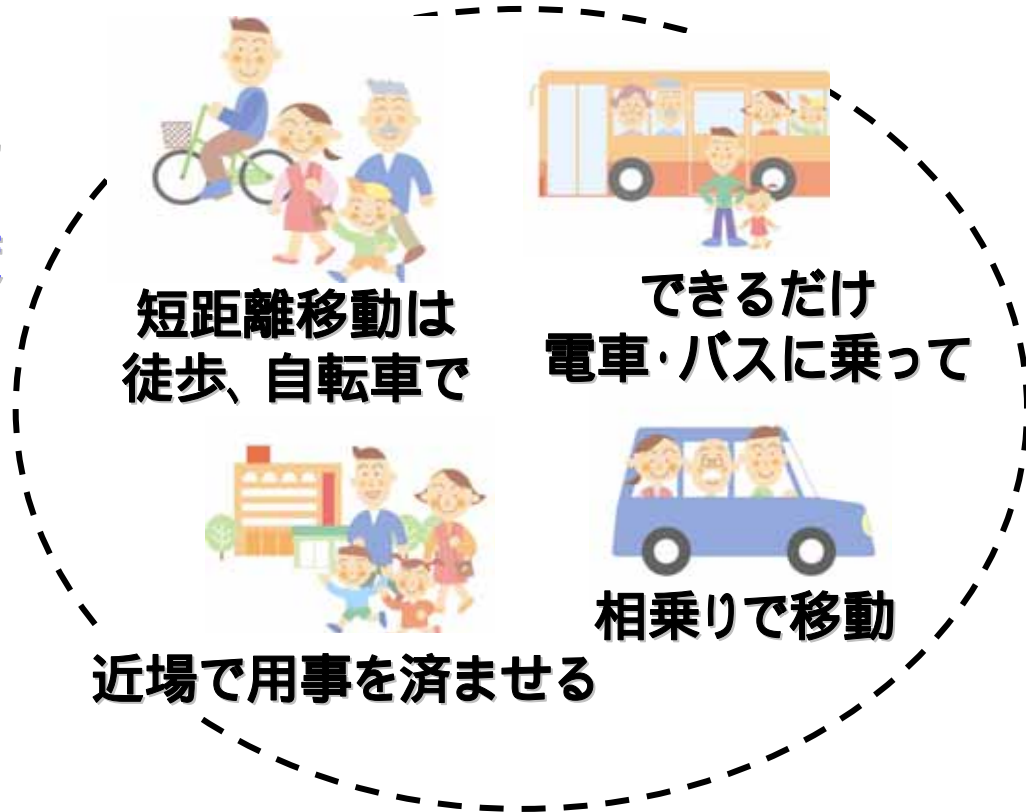 短距離移動は
徒歩、自転車で
できるだけ
電車・バスに乗って
近場で用事を済ませる
相乗りで移動